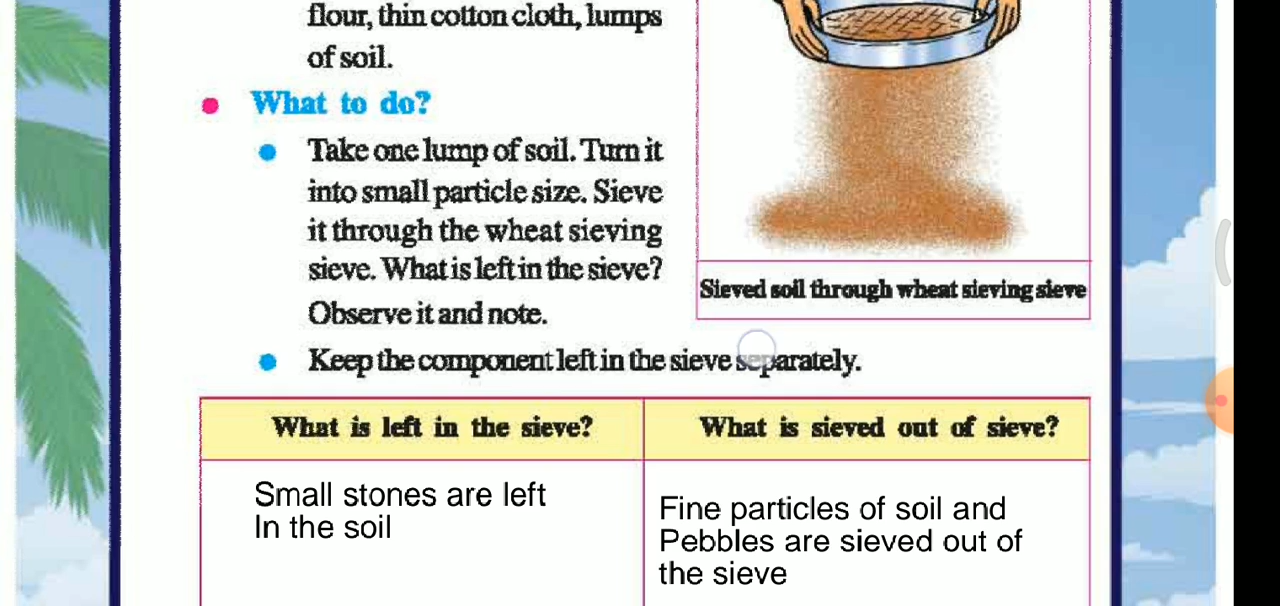 flour, thin cotton cloth, lumps
of soil.
What to do?
Take one lump of soil. Turn it
into small particle size. Sieve
it through the wheat sieving
sieve. What is left in the sieve?
Observe it and note.
Sieved soil through wheat sieving sieve
Keep the component left in the sieve separately.
What is left in the sieve?
What is sieved out of sieve?
Small stones are left
In the soil
Fine particles of soil and
Pebbles are sieved out of
the sieve